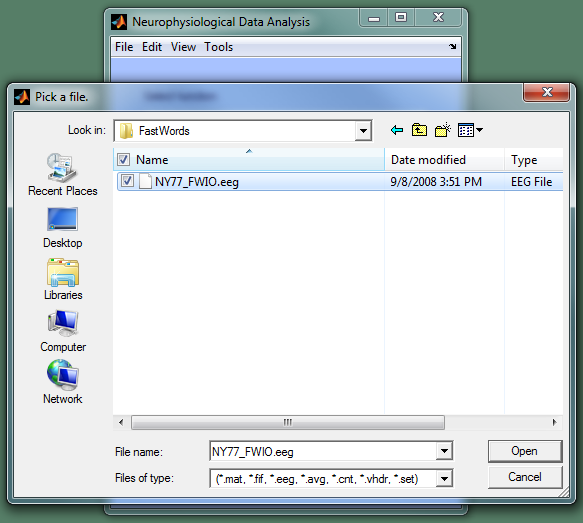 Neurophysiological Data Analysis
File Edit View Tools
Pick a file.
Look in: FastWords
Name Date modified Type
NY77_FWIO.eeg 9/8/2008 3:51 PM EEG File
Recent Places
Desktop
Libraries
Computer
Network
File name: NY77_FWIO.eeg Open
Files of type: (*.mat, *.fif, *.eeg, *.avg, *.cnt, *.vhdr, *.set) Cancel